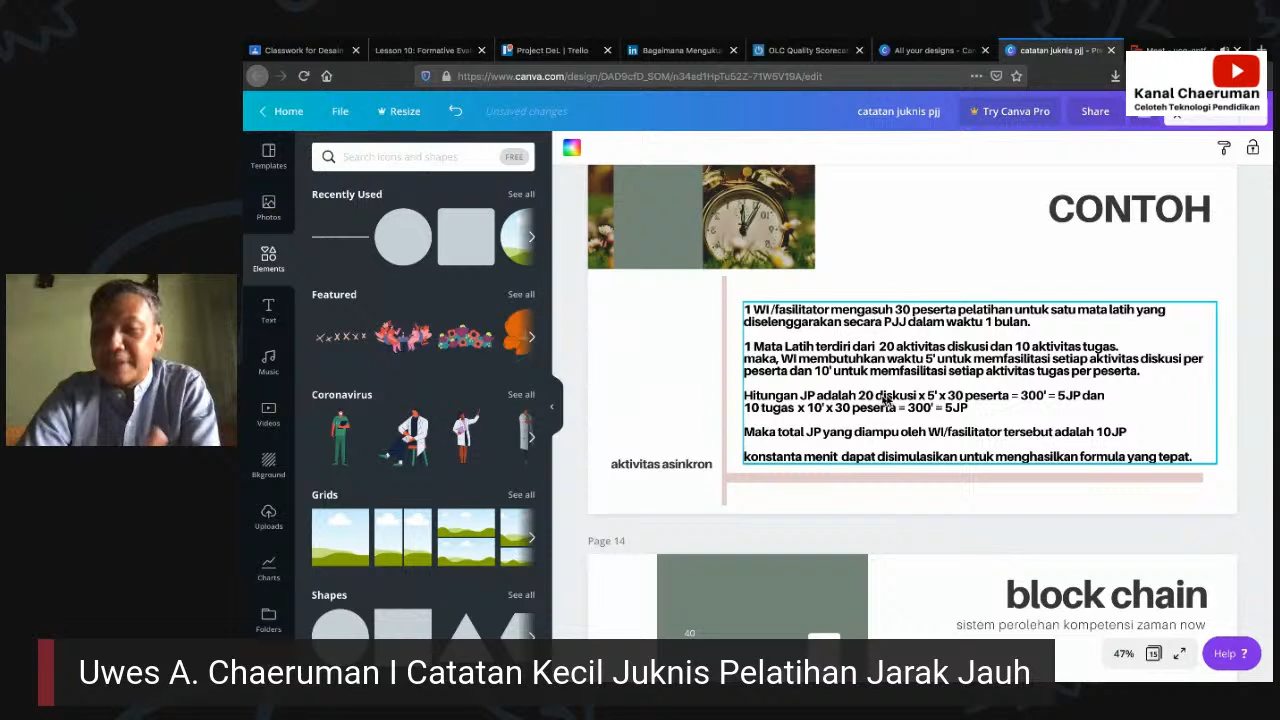 Classwork for Desain
Lesson 10: Formative Eval
Project DeL | Trello
Bagaimana Mengukur
OLC Quality Scorecar
All your designs - Can
catatan juknis pjj - Pre
https://www.canva.com/design/DAD9cfD_SOM/n34ad1HpTu52Z-71W5V19A/edit
Kanal Chaeruman
Celoteh Teknologi Pendidikan
Home
File
Resize
Unsaved changes
catatan juknis pjj
Try Canva Pro
Share
Templates
Photos
Elements
Text
Music
Videos
Bkground
Uploads
Charts
Folders
Search icons and shapes
FREE
Recently Used
See all
Featured
See all
Coronavirus
See all
Grids
See all
Shapes
See all
CONTOH
1 WI /fasilitator mengasuh 30 peserta pelatihan untuk satu mata latih yang
diselenggarakan secara PJJ dalam waktu 1 bulan.
1 Mata Latih terdiri dari 20 aktivitas diskusi dan 10 aktivitas tugas.
maka, WI membutuhkan waktu 5' untuk memfasilitasi setiap aktivitas diskusi per
peserta dan 10' untuk memfasilitasi setiap aktivitas tugas per peserta.
Hitungan JP adalah 20 diskusi x 5' x 30 peserta = 300' = 5JP dan
10 tugas x 10' x 30 peserta = 300' = 5JP
Maka total JP yang diampu oleh WI/fasilitator tersebut adalah 10JP
konstanta menit dapat disimulasikan untuk menghasilkan formula yang tepat.
aktivitas asinkron
Page 14
block chain
sistem perolehan kompetensi zaman now
40
47%
15
Help ?
Uwes A. Chaeruman I Catatan Kecil Juknis Pelatihan Jarak Jauh